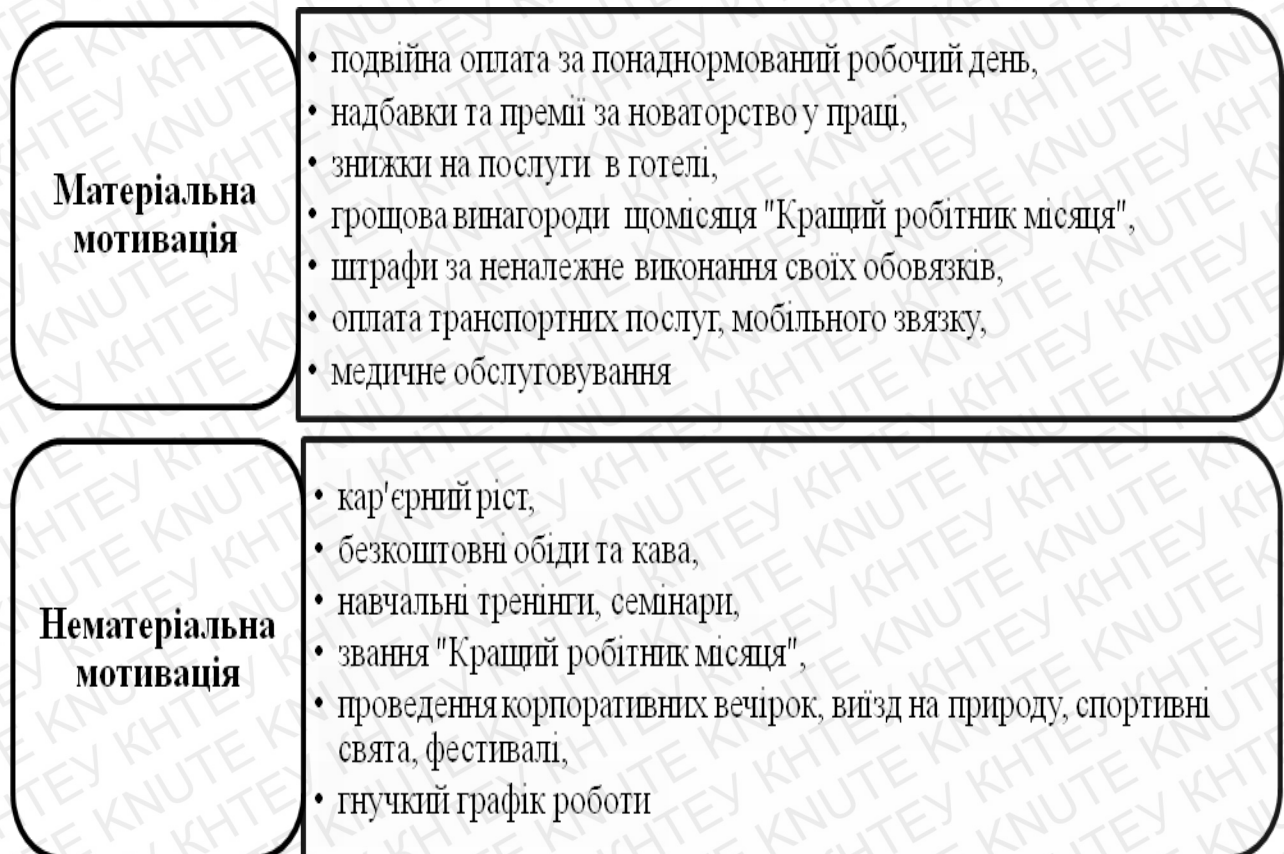 Матеріальна
мотивація
• подвійна оплата за понаднормований робочий день,
• надбавки та премії за новаторство у праці,
• знижки на послуги в готелі,
• грощова винагороди щомісяця "Кращий робітник місяця",
• штрафи за неналежне виконання своїх обовязків,
• оплата транспортних послуг, мобільного звязку,
• медичне обслуговування
Нематеріальна
мотивація
• кар'єрний ріст,
• безкоштовні обіди та кава,
• навчальні тренінги, семінари,
• звання "Кращий робітник місяця",
• проведення корпоративних вечірок, виїзд на природу, спортивні
свята, фестивалі,
• гнучкий графік роботи